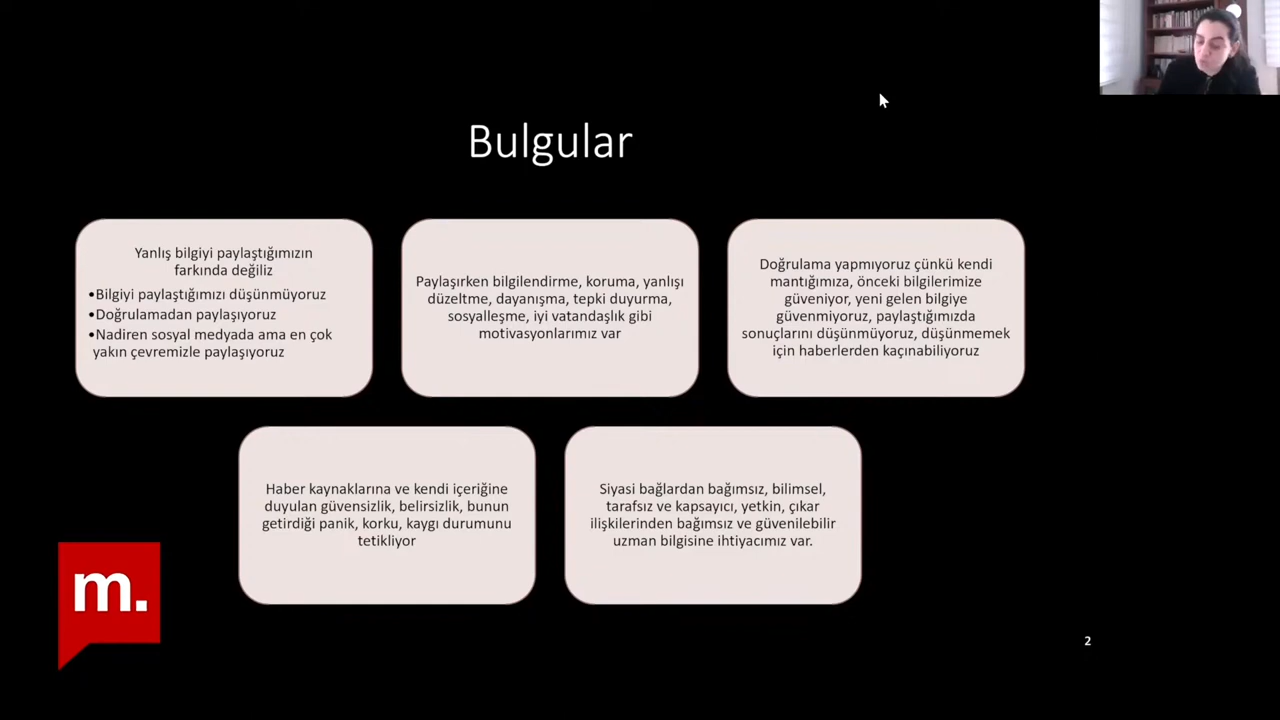 Bulgular
Yanlış bilgiyi paylaştığımızın
farkında değiliz
•Bilgiyi paylaştığımızı düşünmüyoruz
•Doğrulamadan paylaşıyoruz
•Nadiren sosyal medyada ama en çok
yakın çevremizle paylaşıyoruz
Paylaşırken bilgilendirme, koruma, yanlışı
düzeltme, dayanışma, tepki duyurma,
sosyalleşme, iyi vatandaşlık gibi
motivasyonlarımız var
Doğrulama yapmıyoruz çünkü kendi
mantığımıza, önceki bilgilerimize
güveniyor, yeni gelen bilgiye
güvenmiyoruz, paylaştığımızda
sonuçlarını düşünmüyoruz, düşünmemek
için haberlerden kaçınabiliyoruz
Haber kaynaklarına ve kendi içeriğine
duyulan güvensizlik, belirsizlik, bunun
getirdiği panik, korku, kaygı durumunu
tetikliyor
Siyasi bağlardan bağımsız, bilimsel,
tarafsız ve kapsayıcı, yetkin, çıkar
ilişkilerinden bağımsız ve güvenilebilir
uzman bilgisine ihtiyacımız var.
m.
2